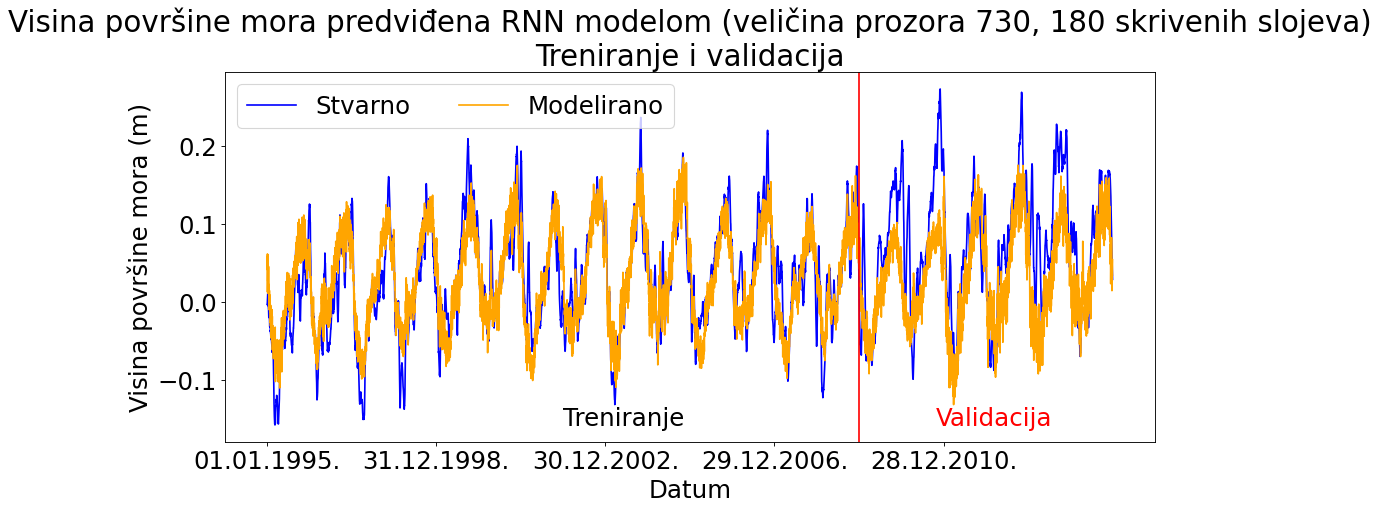 Visina površine mora predviđena RNN modelom (veličina prozora 730, 180 skrivenih slojeva)
Treniranje i validacija
Stvarno
Modelirano
Visina površine mora (m)
0.2
0.1
0.0
−0.1
Treniranje
Validacija
01.01.1995.
31.12.1998.
30.12.2002.
29.12.2006.
28.12.2010.
Datum